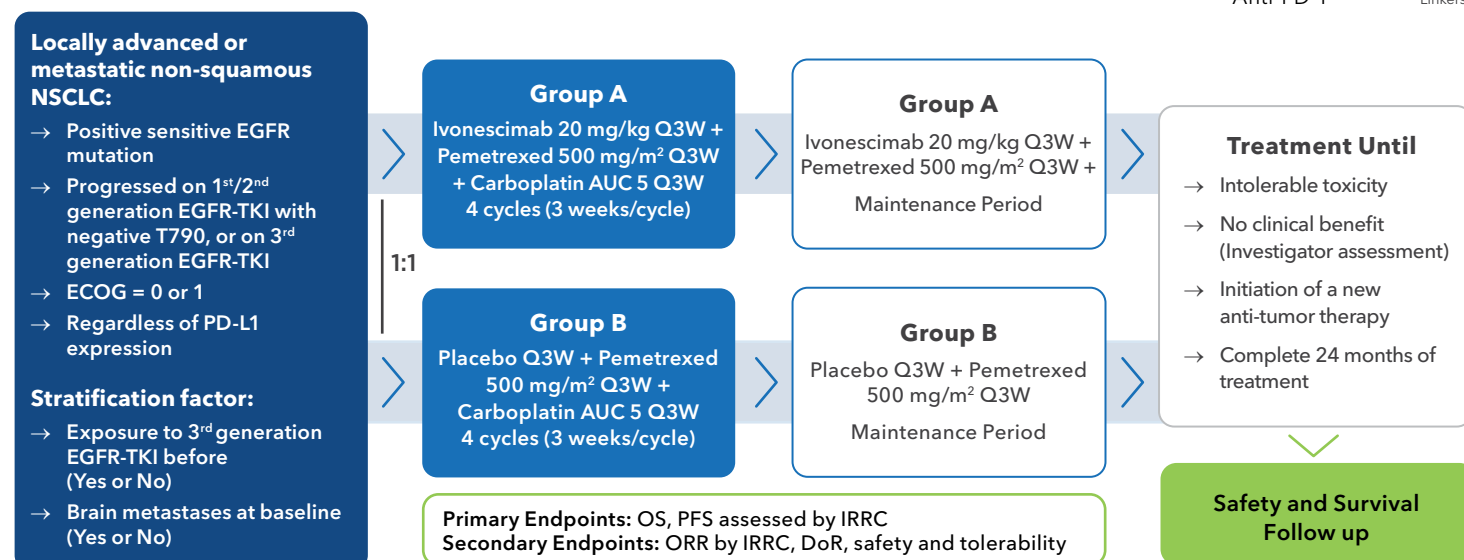 Anti-PD-1
Linkers
Locally advanced or
metastatic non-squamous
NSCLC:
→ Positive sensitive EGFR
mutation
→ Progressed on 1st/2nd
generation EGFR-TKI with
negative T790, or on 3rd
generation EGFR-TKI
→ ECOG = 0 or 1
→ Regardless of PD-L1
expression
Stratification factor:
→ Exposure to 3rd generation
EGFR-TKI before
(Yes or No)
→ Brain metastases at baseline
(Yes or No)
1:1
Group A
Ivonescimab 20 mg/kg Q3W +
Pemetrexed 500 mg/m² Q3W
+ Carboplatin AUC 5 Q3W
4 cycles (3 weeks/cycle)
Group A
Ivonescimab 20 mg/kg Q3W +
Pemetrexed 500 mg/m² Q3W +
Maintenance Period
Group B
Placebo Q3W + Pemetrexed
500 mg/m² Q3W +
Carboplatin AUC 5 Q3W
4 cycles (3 weeks/cycle)
Group B
Placebo Q3W + Pemetrexed
500 mg/m² Q3W
Maintenance Period
Treatment Until
→ Intolerable toxicity
→ No clinical benefit
(Investigator assessment)
→ Initiation of a new
anti-tumor therapy
→ Complete 24 months of
treatment
Primary Endpoints: OS, PFS assessed by IRRC
Secondary Endpoints: ORR by IRRC, DoR, safety and tolerability
Safety and Survival
Follow up